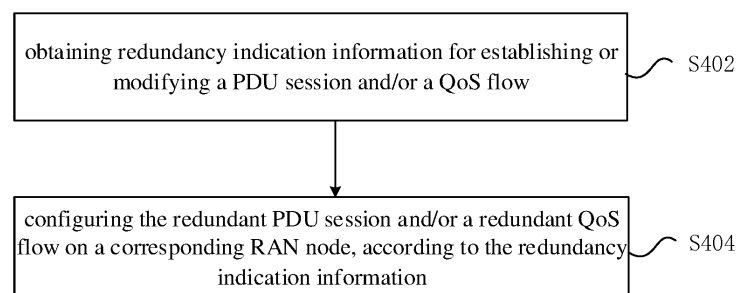 obtaining redundancy indication information for establishing or
modifying a PDU session and/or a QoS flow
S402
configuring the redundant PDU session and/or a redundant QoS
flow on a corresponding RAN node, according to the redundancy
indication information
S404